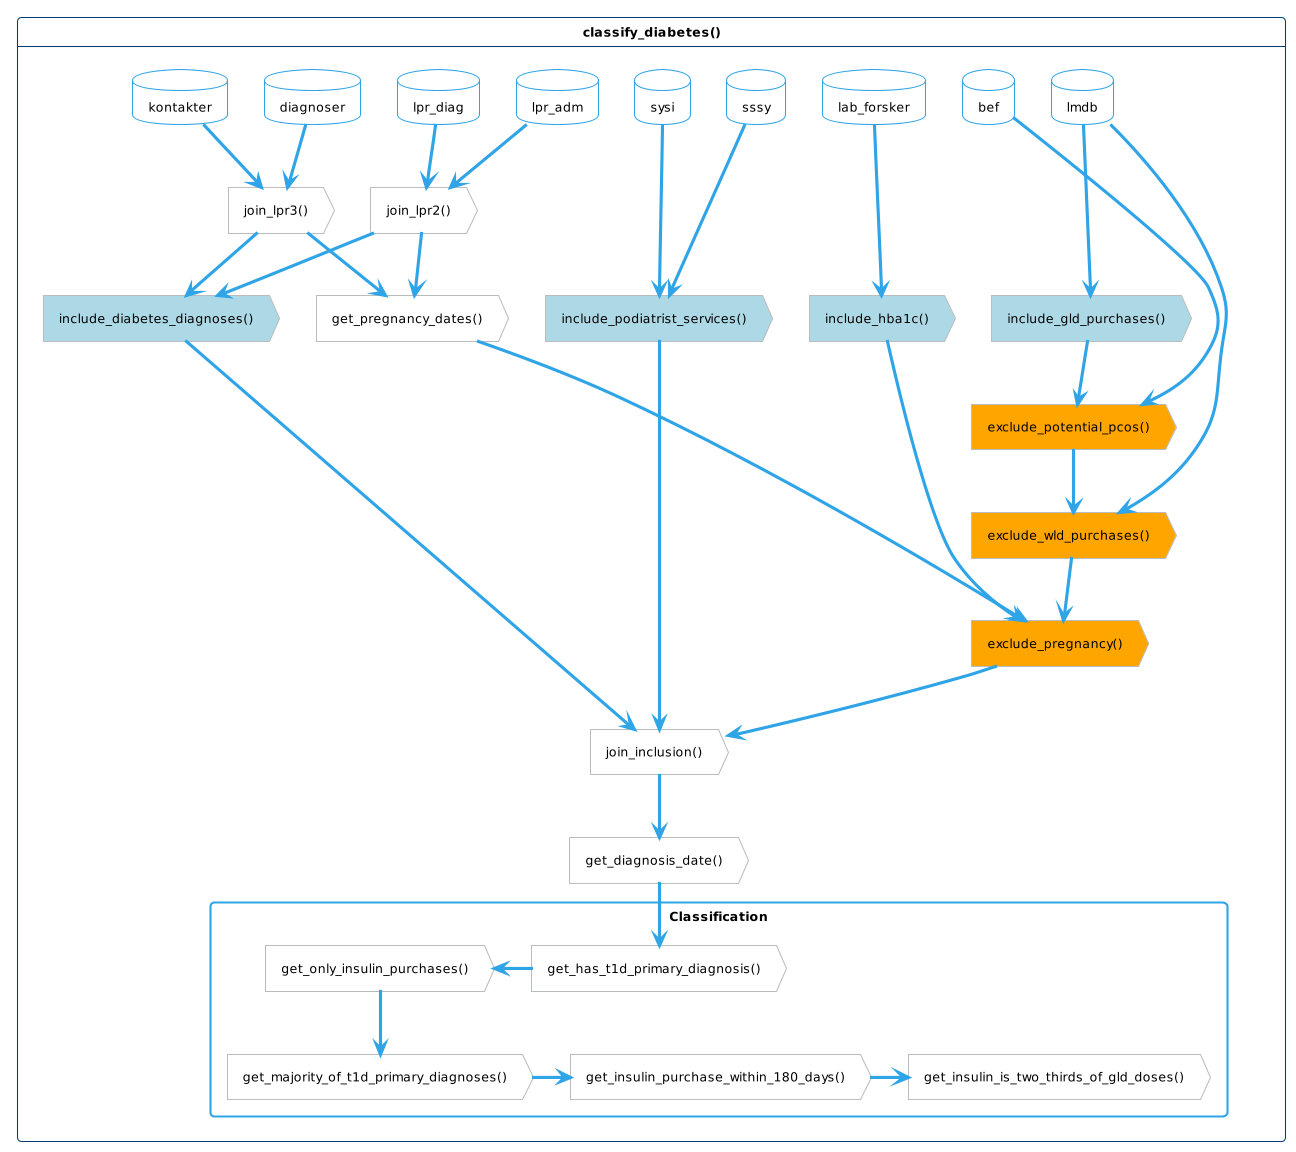 classify_diabetes()
kontakter
diagnoser
lpr_diag
lpr_adm
sysi
sssy
lab_forsker
bef
lmdb
join_lpr3()
join_lpr2()
include_diabetes_diagnoses()
get_pregnancy_dates()
include_podiatrist_services()
include_hba1c()
include_gld_purchases()
exclude_potential_pcos()
exclude_wld_purchases()
exclude_pregnancy()
join_inclusion()
get_diagnosis_date()
Classification
get_only_insulin_purchases()
get_has_t1d_primary_diagnosis()
get_majority_of_t1d_primary_diagnoses()
get_insulin_purchase_within_180_days()
get_insulin_is_two_thirds_of_gld_doses()